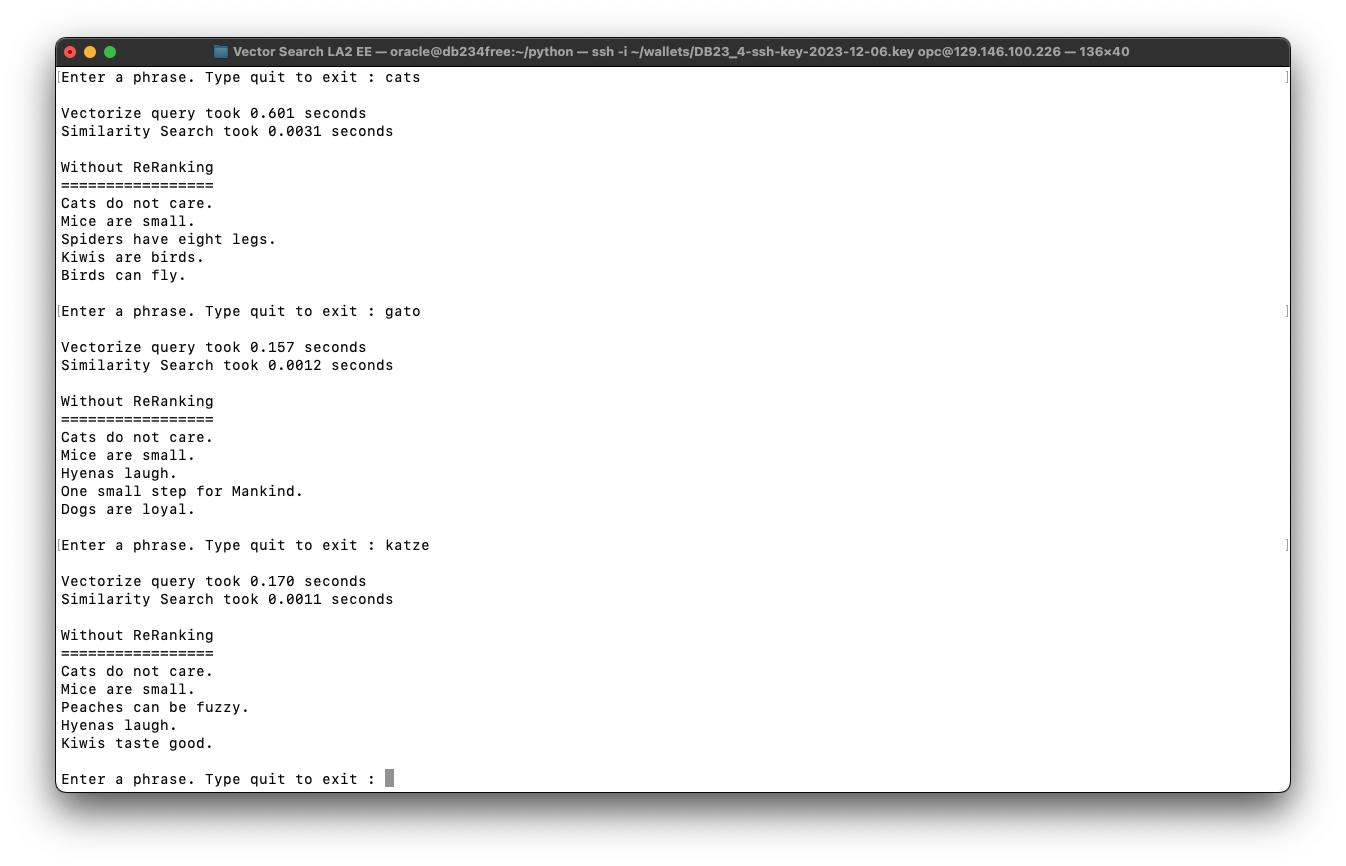 Vector Search LA2 EE — oracle@db234free:~/python — ssh -i ~/wallets/DB23_4-ssh-key-2023-12-06.key opc@129.146.100.226 — 136×40
[Enter a phrase. Type quit to exit : cats ]
Vectorize query took 0.601 seconds
Similarity Search took 0.0031 seconds
Without ReRanking
=================
Cats do not care.
Mice are small.
Spiders have eight legs.
Kiwis are birds.
Birds can fly.
[Enter a phrase. Type quit to exit : gato ]
Vectorize query took 0.157 seconds
Similarity Search took 0.0012 seconds
Without ReRanking
=================
Cats do not care.
Mice are small.
Hyenas laugh.
One small step for Mankind.
Dogs are loyal.
[Enter a phrase. Type quit to exit : katze ]
Vectorize query took 0.170 seconds
Similarity Search took 0.0011 seconds
Without ReRanking
=================
Cats do not care.
Mice are small.
Peaches can be fuzzy.
Hyenas laugh.
Kiwis taste good.
Enter a phrase. Type quit to exit :